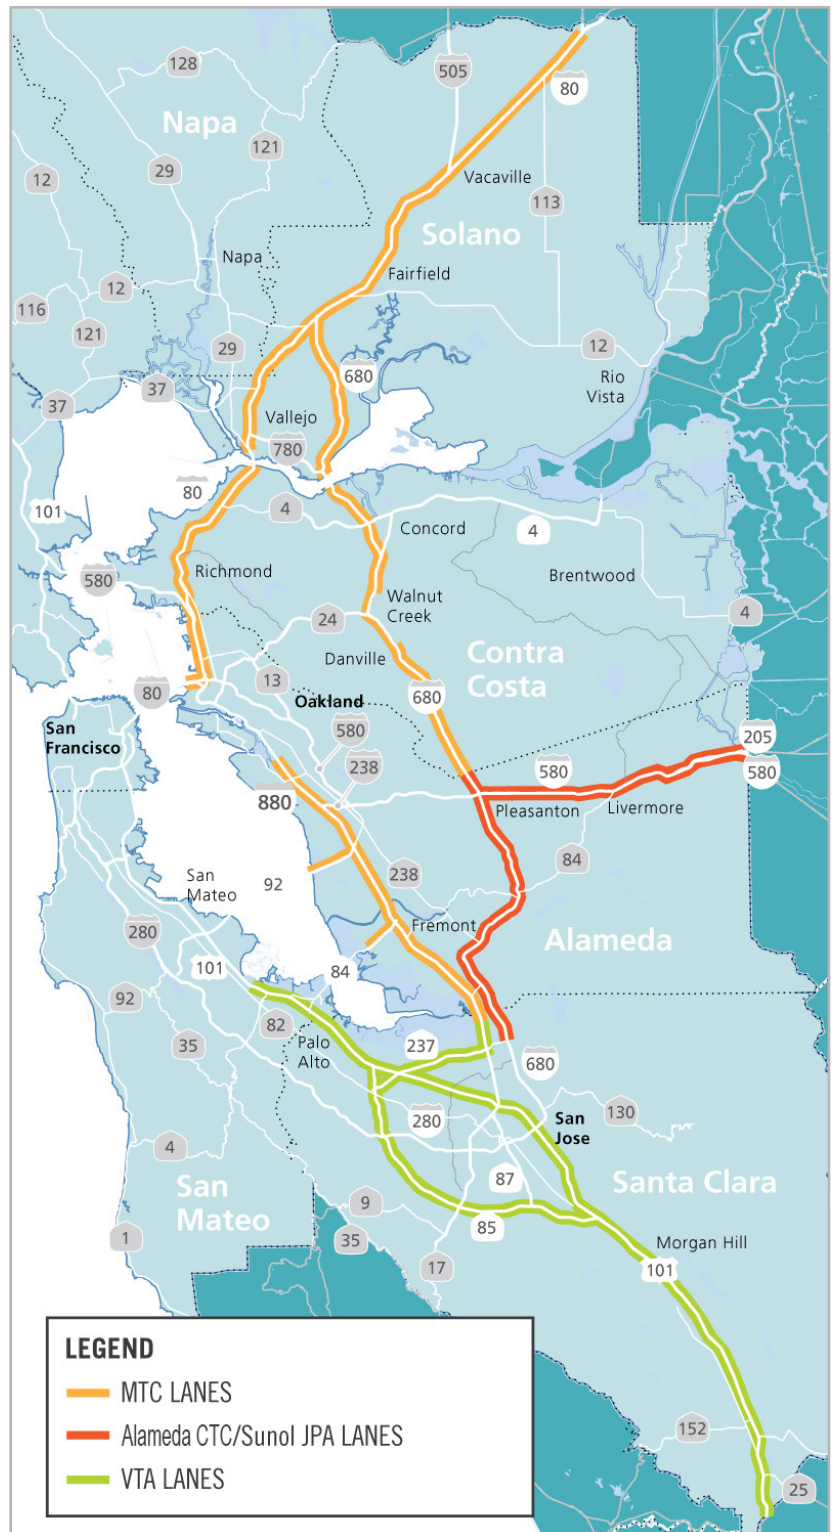 128
505
80
Napa
121
29
12
Vacaville
113
Solano
Napa
Fairfield
12
116
121
29
12
680
Rio
Vista
37
37
Vallejo
780
80
101
4
Concord
4
580
Richmond
Brentwood
Walnut
Creek
24
4
Danville
Contra
Costa
13
80
680
Oakland
San
Francisco
580
205
238
580
580
880
Pleasanton
Livermore
84
San
Mateo
92
238
280
Fremont
Alameda
101
84
92
82
35
Palo
Alto
237
680
280
San
Jose
130
4
87
San
Mateo
Santa Clara
9
85
1
35
Morgan Hill
17
101
LEGEND
MTC LANES
Alameda CTC/Sunol JPA LANES
VTA LANES
152
25